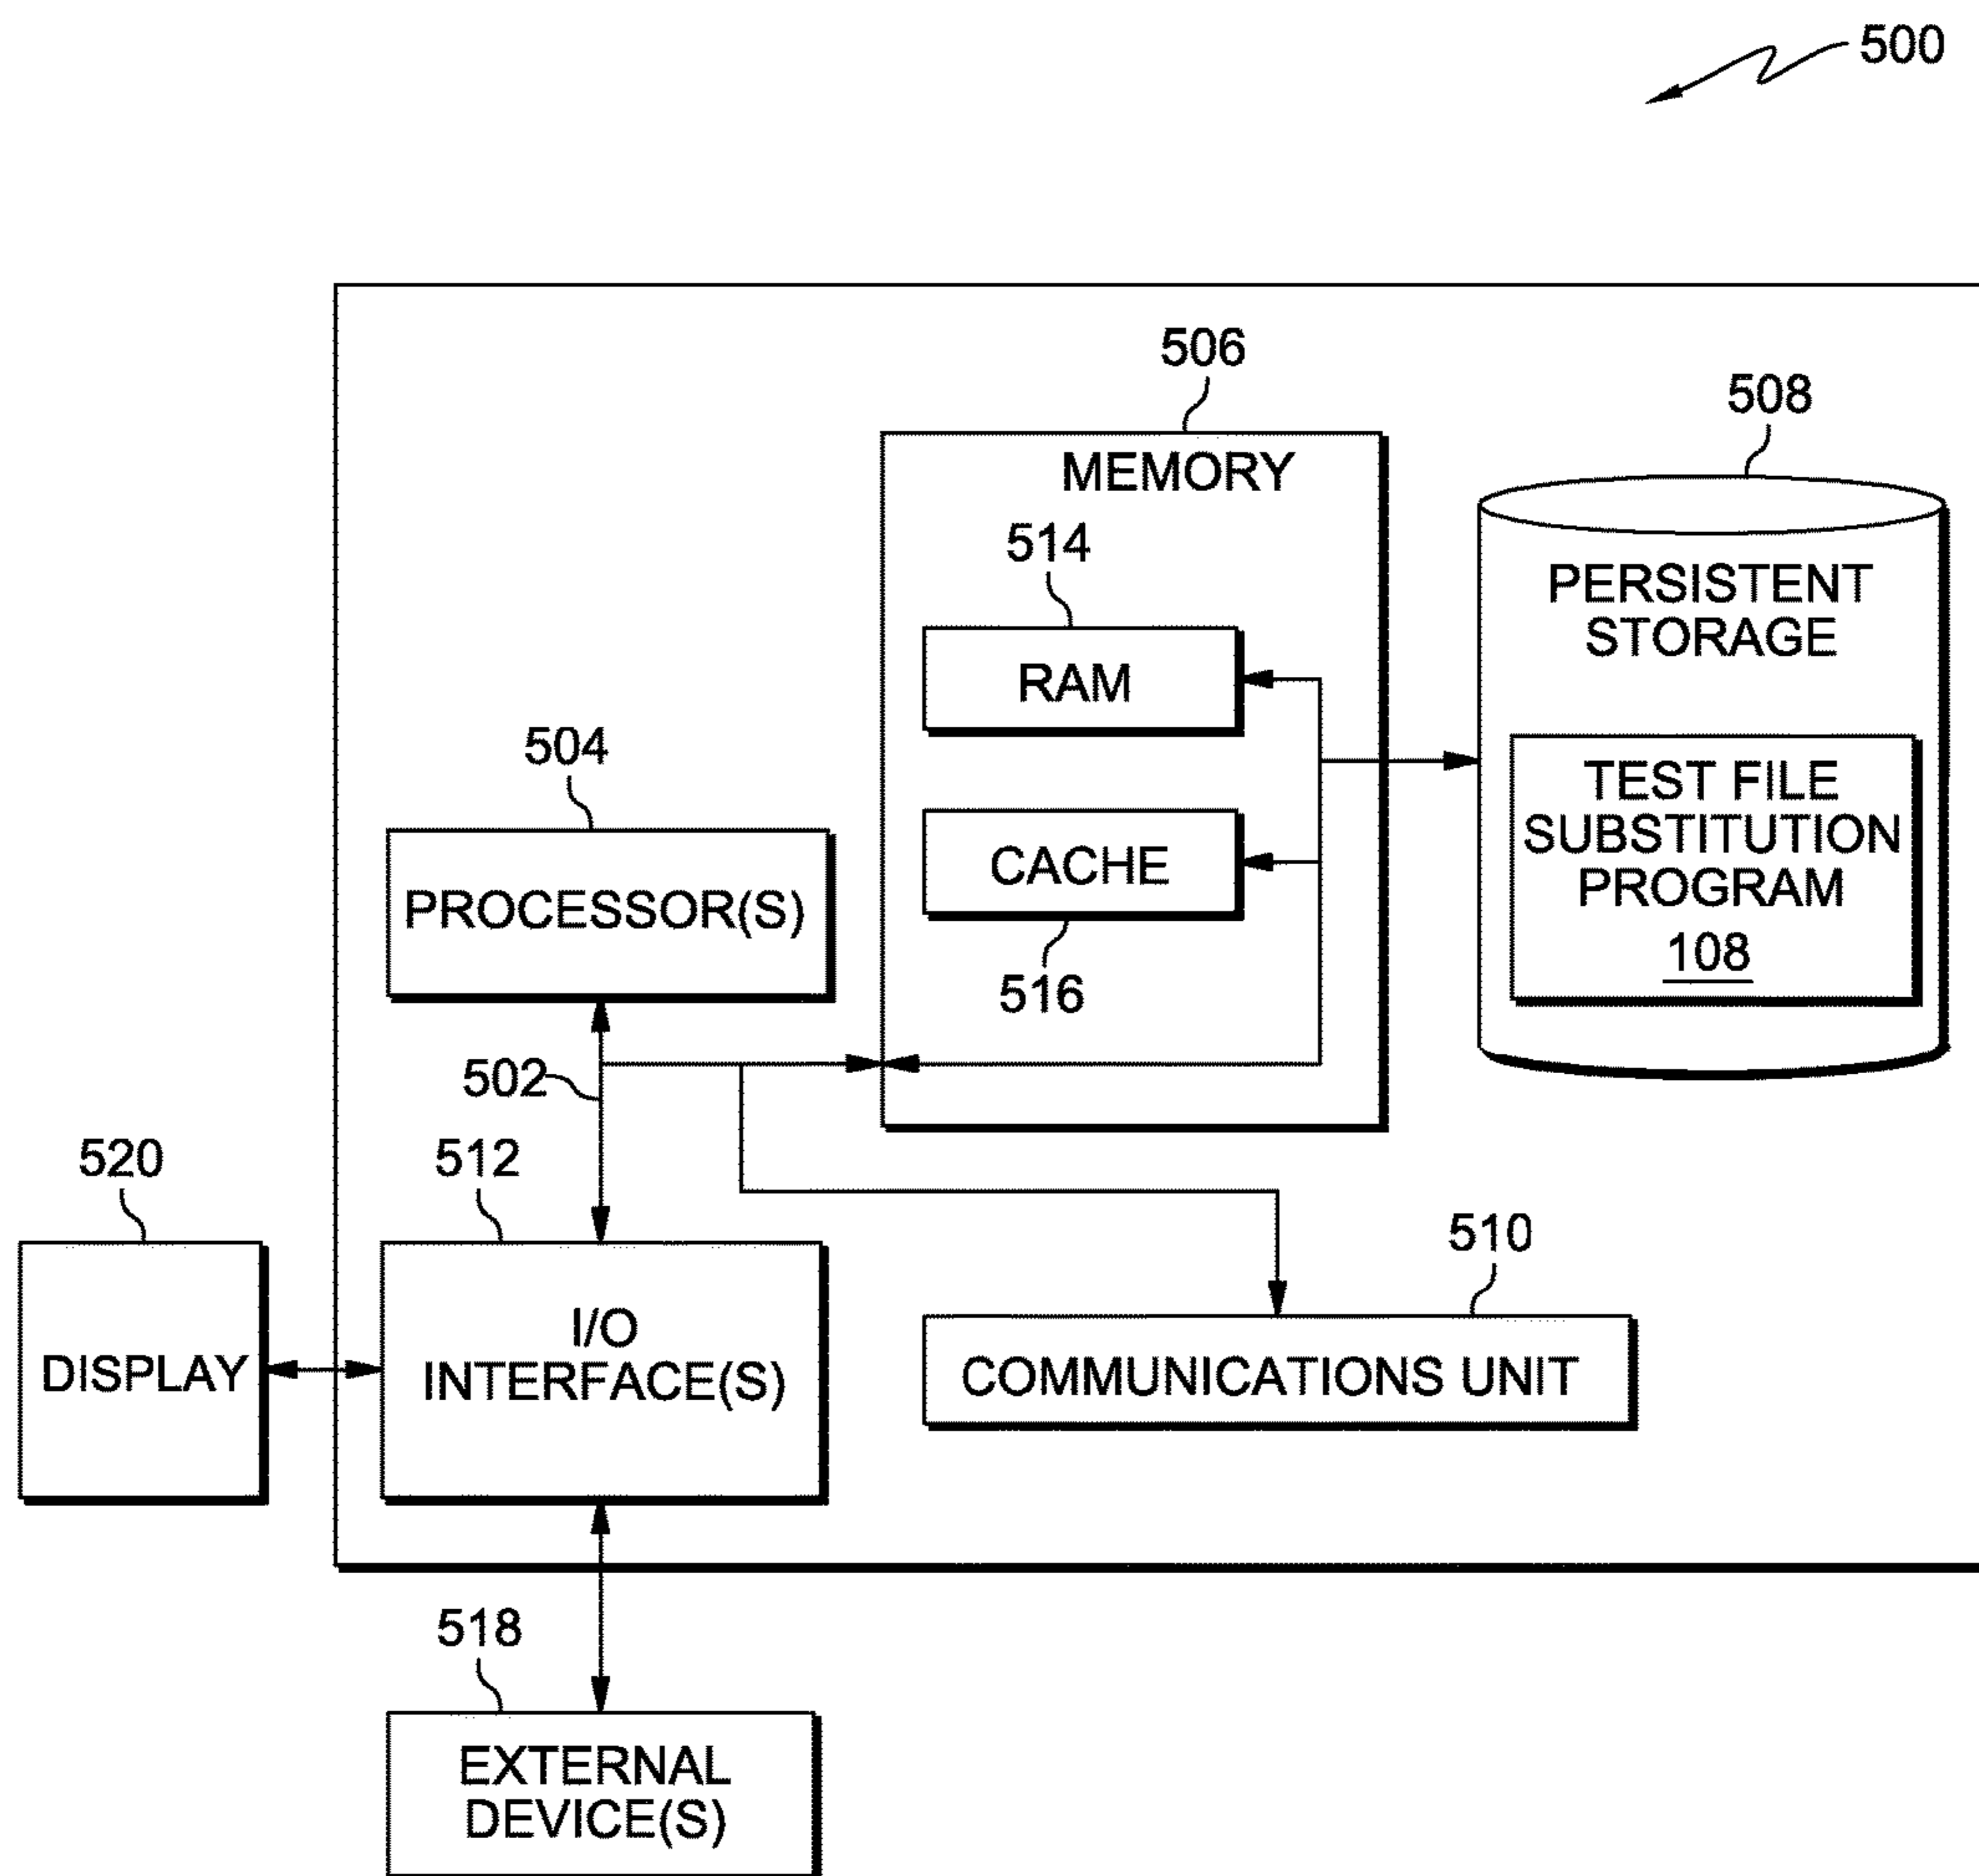 500
506
508
MEMORY
514
PERSISTENT
STORAGE
RAM
504
TEST FILE
SUBSTITUTION
PROGRAM
108
CACHE
PROCESSOR(S)
516
502
520
512
510
I/O
INTERFACE(S)
DISPLAY
COMMUNICATIONS UNIT
518
EXTERNAL
DEVICE(S)